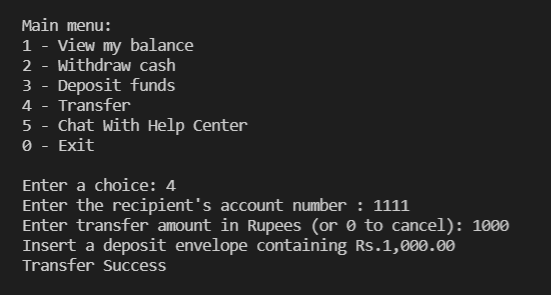 Main menu:
1 - View my balance
2 - Withdraw cash
3 - Deposit funds
4 - Transfer
5 - Chat With Help Center
0 - Exit
Enter a choice: 4
Enter the recipient's account number : 1111
Enter transfer amount in Rupees (or 0 to cancel): 1000
Insert a deposit envelope containing Rs.1,000.00
Transfer Success